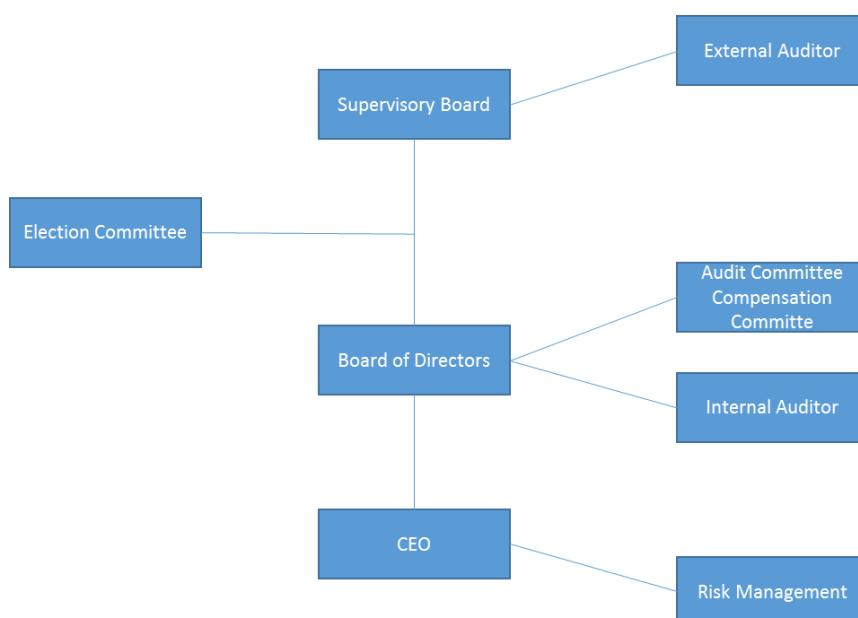 External Auditor
Supervisory Board
Election Committee
Audit Committee
Compensation
Committe
Board of Directors
Internal Auditor
CEO
Risk Management